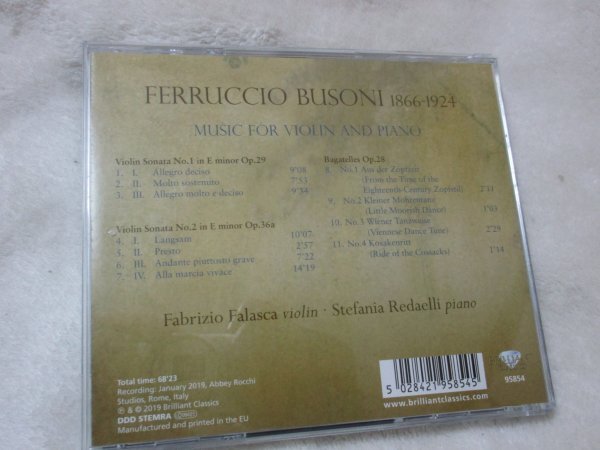 FERRUCCIO BUSONI 1866-1924
MUSIC FOR VIOLIN AND PIANO
Violin Sonata No.1 in E minor Op.29
1. I. Allegro deciso 9'08
2. II. Molto sostenuto 7'53
3. III. Allegro molto e deciso 9'34
Violin Sonata No.2 in E minor Op.36a
4. I. Langsam 10'07
5. II. Presto 2'57
6. III. Andante piuttosto grave 7'22
7. IV. Alla marcia vivace 14'19
Bagatelles Op.28
8. No.1 Aus der Zopfzeit
(From the Time of the
Eighteenth-Century Zopfstil) 2'11
9. No.2 Kleiner Mohrentanz
(Little Moorish Dance) 1'03
10. No.3 Wiener Tanzweise
(Viennese Dance Tune) 2'29
11. No.4 Kosakenritt
(Ride of the Cossacks) 1'14
Fabrizio Falasca violin · Stefania Redaelli piano
Total time: 68'23
Recording: January 2019, Abbey Rocchi
Studios, Rome, Italy
℗ & © 2019 Brilliant Classics
DDD STEMRA
Manufactured and printed in the EU
5 028421 958545
www.brilliantclassics.com
95854